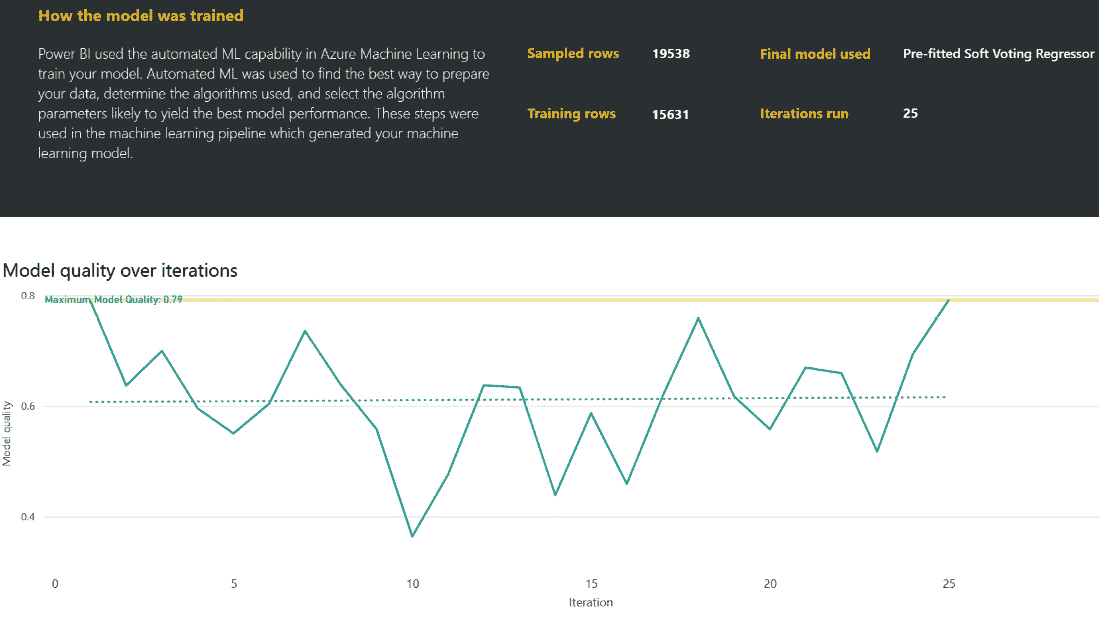 How the model was trained
Power BI used the automated ML capability in Azure Machine Learning to
train your model. Automated ML was used to find the best way to prepare
your data, determine the algorithms used, and select the algorithm
parameters likely to yield the best model performance. These steps were
used in the machine learning pipeline which generated your machine
learning model.
Sampled rows 19538
Final model used Pre-fitted Soft Voting Regressor
Training rows 15631
Iterations run 25
Model quality over iterations
Maximum Model Quality: 0.79
0.8
0.6
0.4
Model quality
0 5 10 15 20 25
Iteration